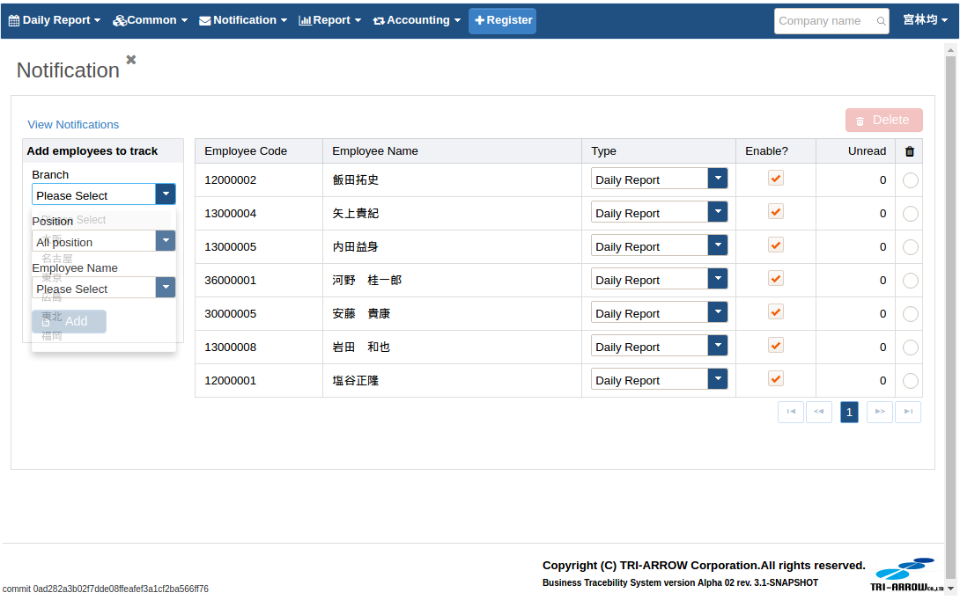 Daily Report Common Notification Report Accounting Register Company name 宮林均
Notification
View Notifications
Delete
Add employees to track
Branch
Please Select
Please Select
Position
大阪
All position
名古屋
Employee Name
東京
Please Select
広島
東北
Add
福岡
Employee Code Employee Name Type Enable? Unread
12000002 飯田拓史 Daily Report 0
13000004 矢上貴紀 Daily Report 0
13000005 内田益身 Daily Report 0
36000001 河野 桂一郎 Daily Report 0
30000005 安藤 貴康 Daily Report 0
13000008 岩田 和也 Daily Report 0
12000001 塩谷正隆 Daily Report 0
1
Copyright (C) TRI-ARROW Corporation.All rights reserved.
Business Tracebility System version Alpha 02 rev. 3.1-SNAPSHOT
TRI-ARROW
commit 0ad282a3b02f7dde08ffeafef3a1cf2ba566ff76